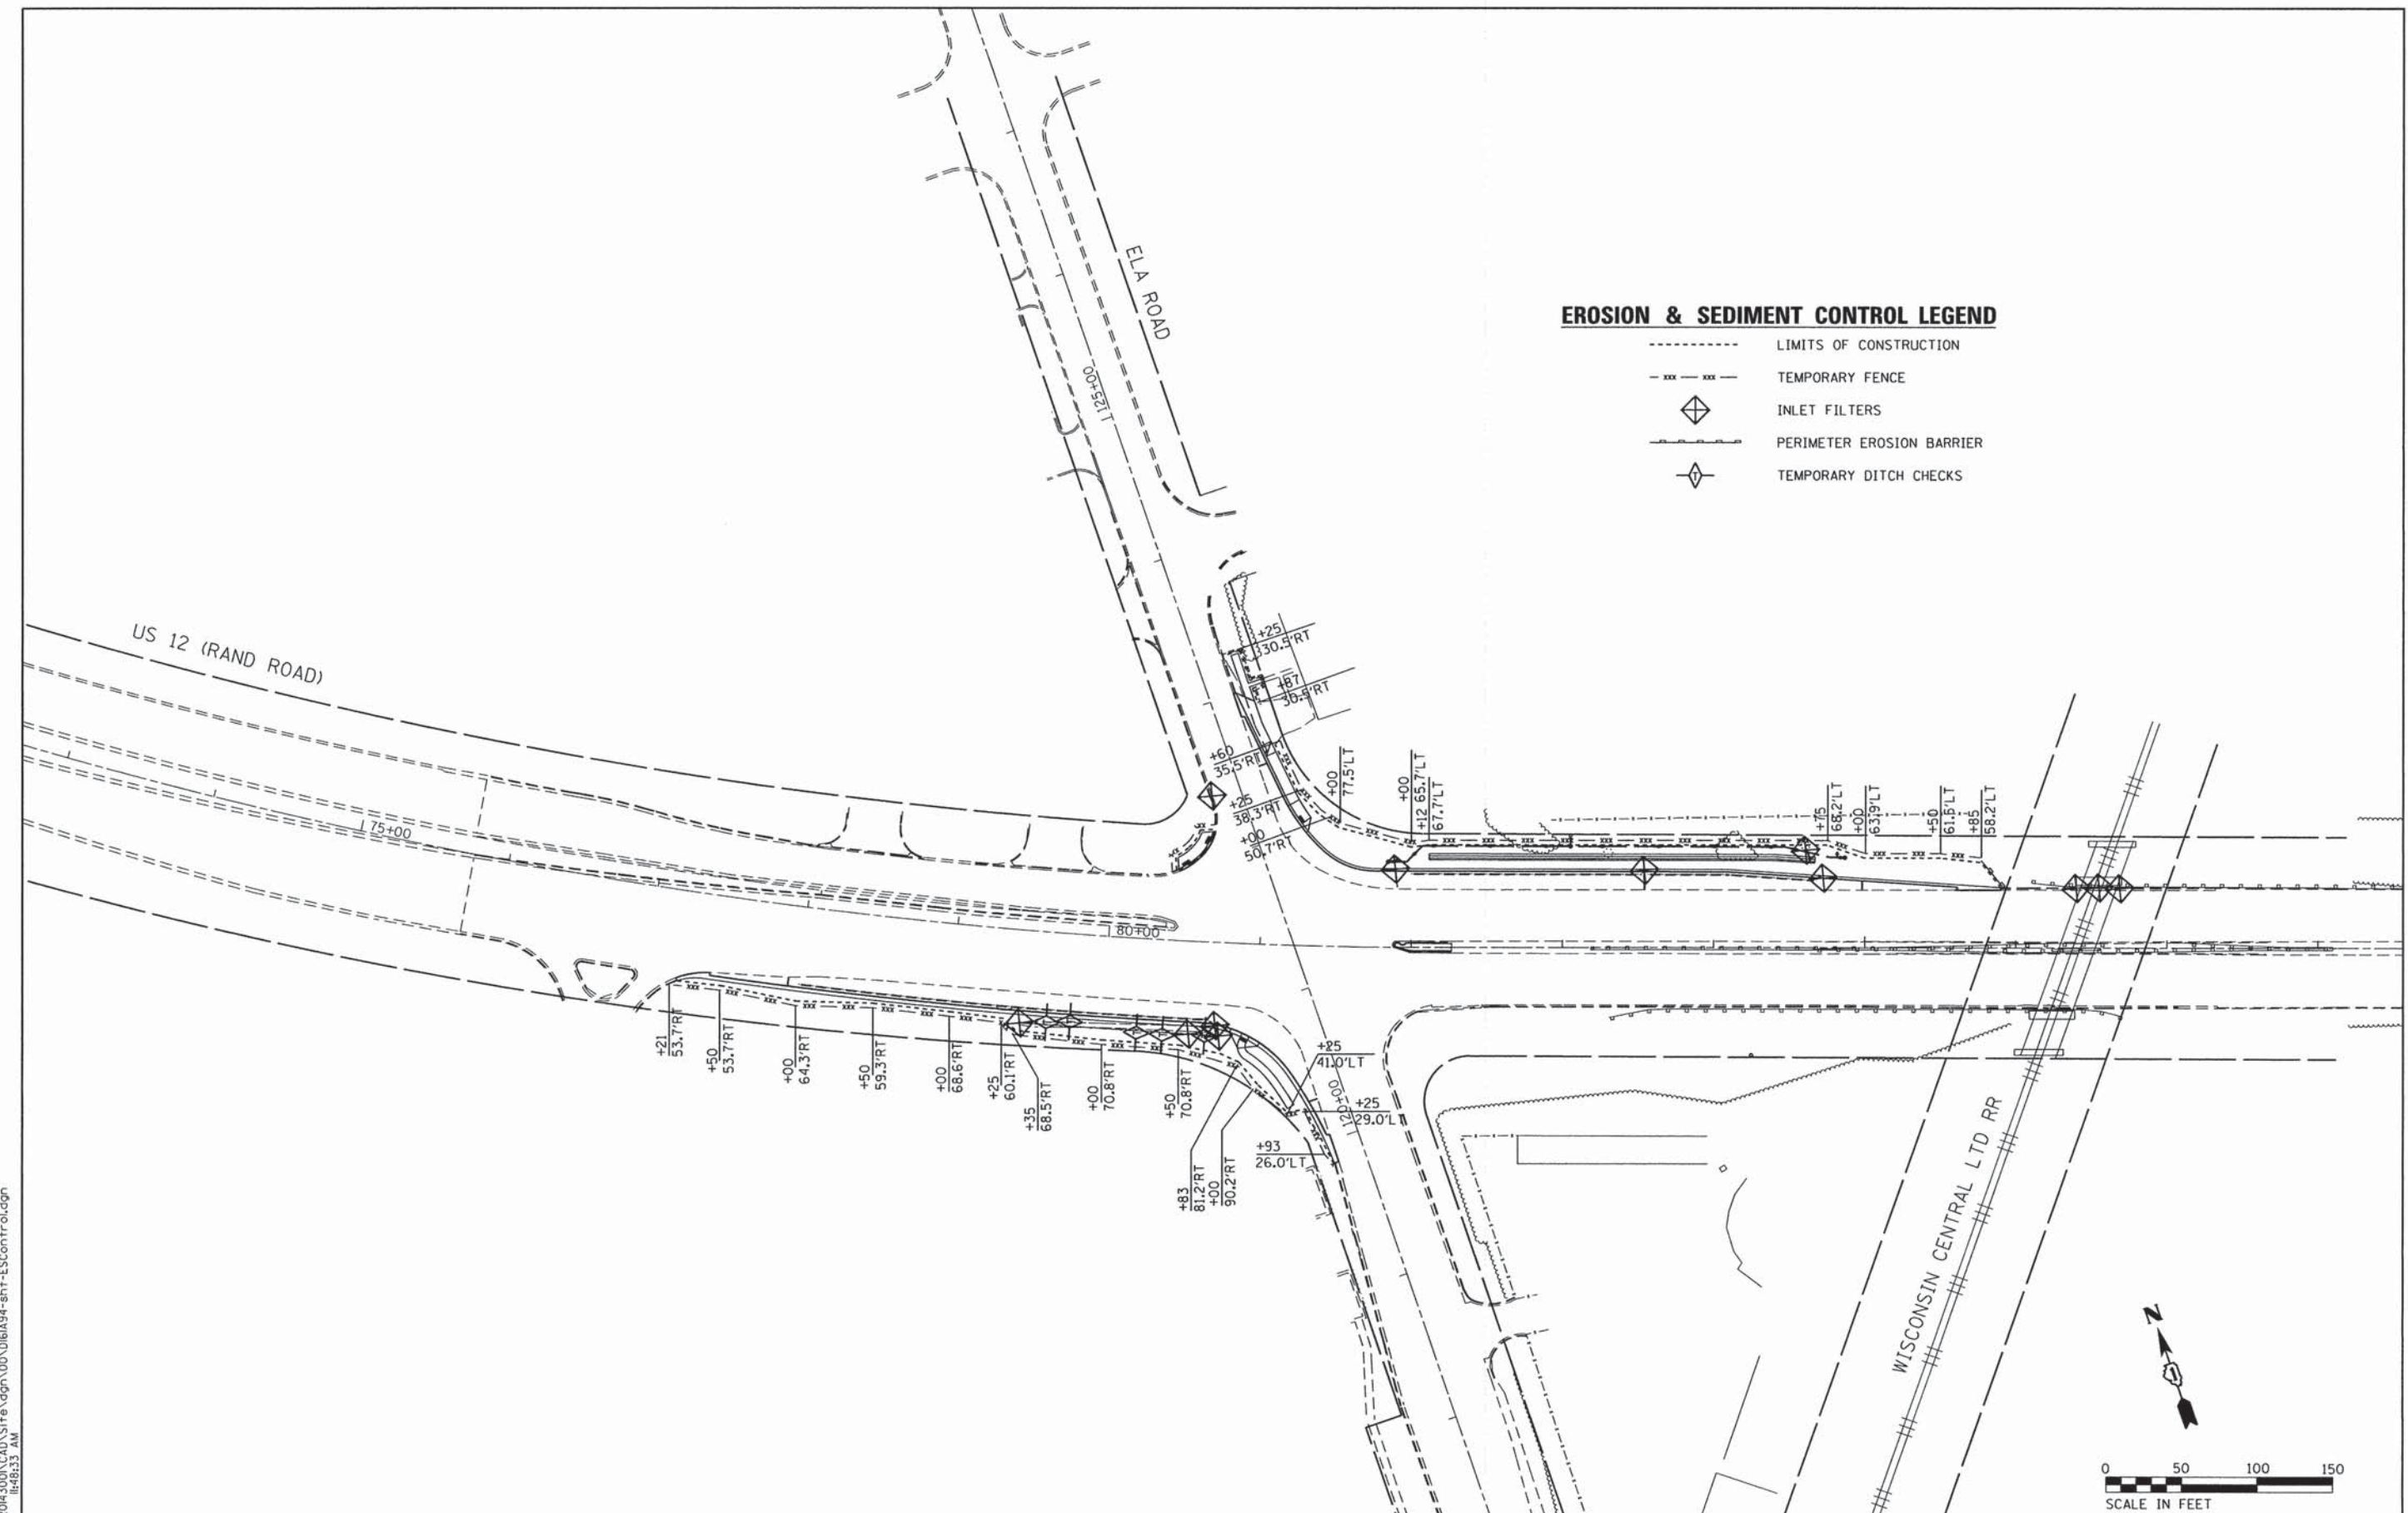 ELA ROAD
125+00
EROSION & SEDIMENT CONTROL LEGEND
LIMITS OF CONSTRUCTION
XXX XXX TEMPORARY FENCE
INLET FILTERS
PERIMETER EROSION BARRIER
T TEMPORARY DITCH CHECKS
US 12 (RAND ROAD)
75+00
80+00
+25
30.5'RT
+87
30.5'RT
+60
35.5'RT
+25
38.3'RT
+00
50.7'RT
+00
77.5'LT
+00
65.7'LT
+12
67.7'LT
+75
68.2'LT
+00
63.9'LT
+50
61.5'LT
+85
58.2'LT
+21
53.7'RT
+50
53.7'RT
+00
64.3'RT
+50
59.3'RT
+00
68.6'RT
+25
60.1'RT
+35
68.5'RT
+00
70.8'RT
+50
70.8'RT
+83
81.2'RT
+00
90.2'RT
+25
41.0'LT
+25
29.0'LT
+93
26.0'LT
120+00
WISCONSIN CENTRAL LTD RR
N
0 50 100 150
SCALE IN FEET
11:48:33 AM